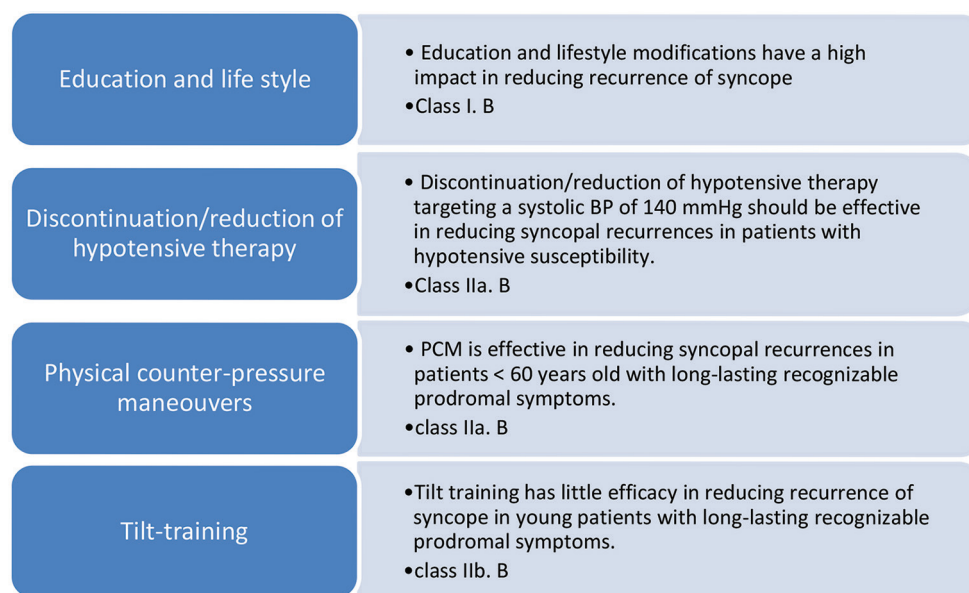 Education and life style
• Education and lifestyle modifications have a high
impact in reducing recurrence of syncope
•Class I. B
Discontinuation/reduction of
hypotensive therapy
• Discontinuation/reduction of hypotensive therapy
targeting a systolic BP of 140 mmHg should be effective
in reducing syncopal recurrences in patients with
hypotensive susceptibility.
•Class IIa. B
Physical counter-pressure
maneouvers
• PCM is effective in reducing syncopal recurrences in
patients < 60 years old with long-lasting recognizable
prodromal symptoms.
•class IIa. B
Tilt-training
•Tilt training has little efficacy in reducing recurrence of
syncope in young patients with long-lasting recognizable
prodromal symptoms.
•class IIb. B